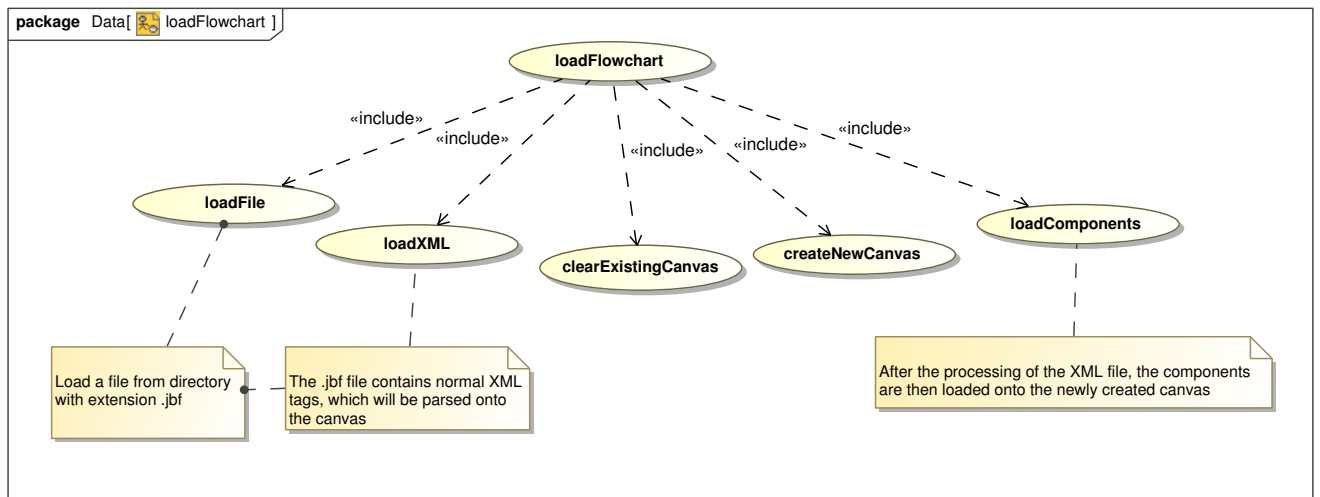 package Data[ loadFlowchart ]
loadFlowchart
«include»
«include»
«include»
«include»
«include»
loadFile
loadXML
clearExistingCanvas
createNewCanvas
loadComponents
Load a file from directory
with extension .jbf
The .jbf file contains normal XML
tags, which will be parsed onto
the canvas
After the processing of the XML file, the components
are then loaded onto the newly created canvas